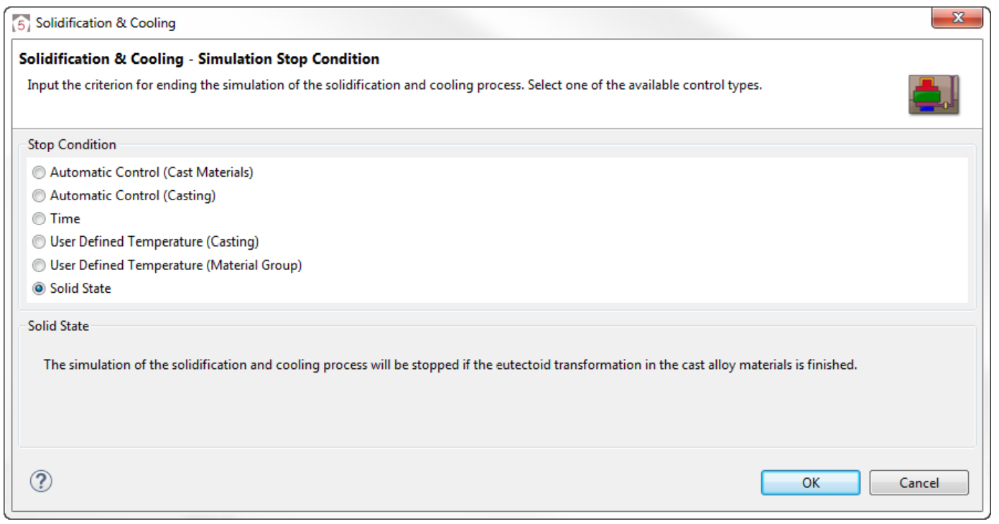 5 Solidification & Cooling
X
Solidification & Cooling - Simulation Stop Condition
Input the criterion for ending the simulation of the solidification and cooling process. Select one of the available control types.
Stop Condition
Automatic Control (Cast Materials)
Automatic Control (Casting)
Time
User Defined Temperature (Casting)
User Defined Temperature (Material Group)
Solid State
Solid State
The simulation of the solidification and cooling process will be stopped if the eutectoid transformation in the cast alloy materials is finished.
?
OK Cancel